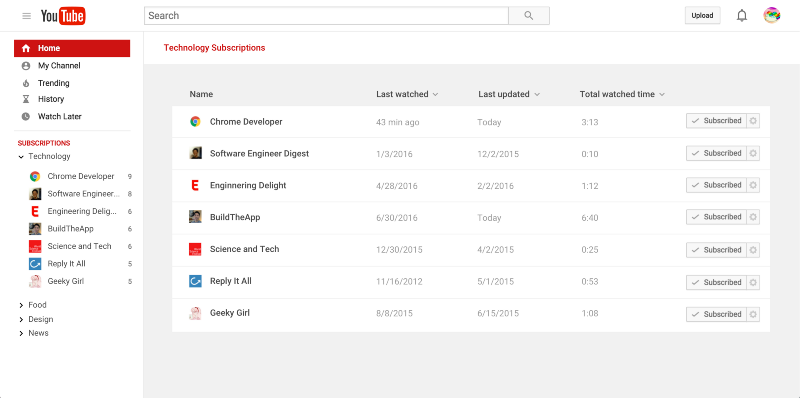 YouTube
Search
Upload
Home
My Channel
Trending
History
Watch Later
SUBSCRIPTIONS
Technology
Chrome Developer 9
Software Engineer... 8
Engineering Delig... 6
BuildTheApp 6
Science and Tech 6
Reply It All 5
Geeky Girl 5
Food
Design
News
Technology Subscriptions
Name Last watched Last updated Total watched time
Chrome Developer 43 min ago Today 3:13 Subscribed
Software Engineer Digest 1/3/2016 12/2/2015 0:10 Subscribed
Enginnering Delight 4/28/2016 2/2/2016 1:12 Subscribed
BuildTheApp 6/30/2016 Today 6:40 Subscribed
Science and Tech 12/30/2015 4/2/2015 0:25 Subscribed
Reply It All 11/16/2012 5/1/2015 0:53 Subscribed
Geeky Girl 8/8/2015 6/15/2015 1:08 Subscribed